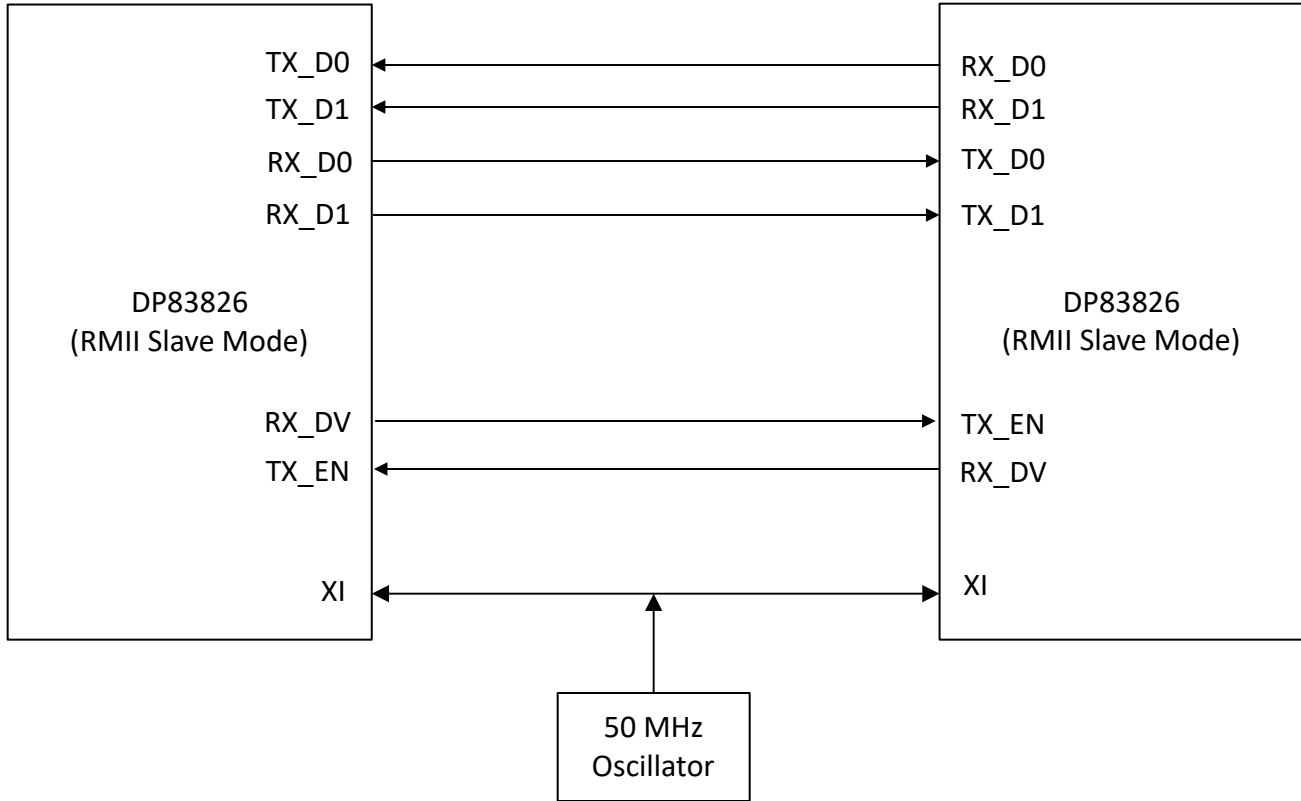 TX_D0
TX_D1
RX_D0
RX_D1
DP83826
(RMII Slave Mode)
RX_DV
TX_EN
XI
RX_D0
RX_D1
TX_D0
TX_D1
DP83826
(RMII Slave Mode)
TX_EN
RX_DV
XI
50 MHz
Oscillator